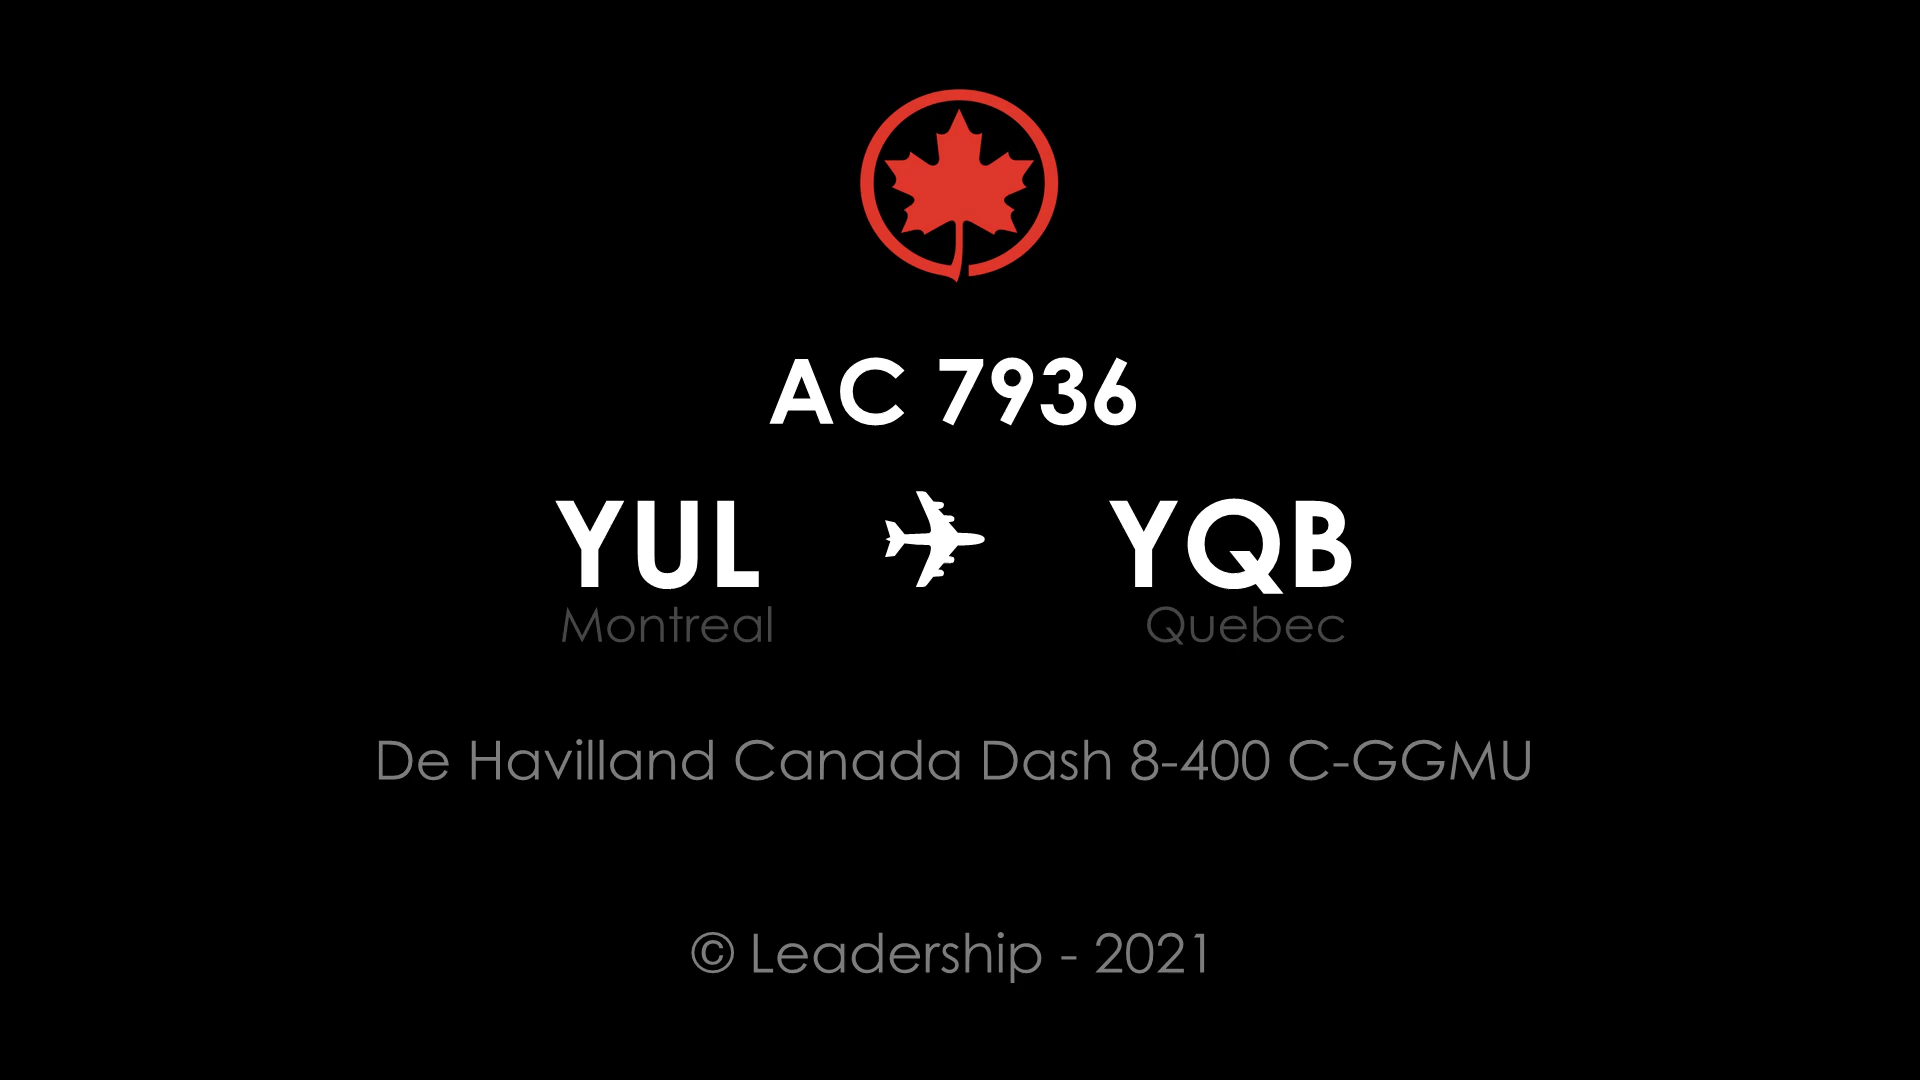 AC 7936
YUL ✈ YQB
Montreal Quebec
De Havilland Canada Dash 8-400 C-GGMU
© Leadership - 2021